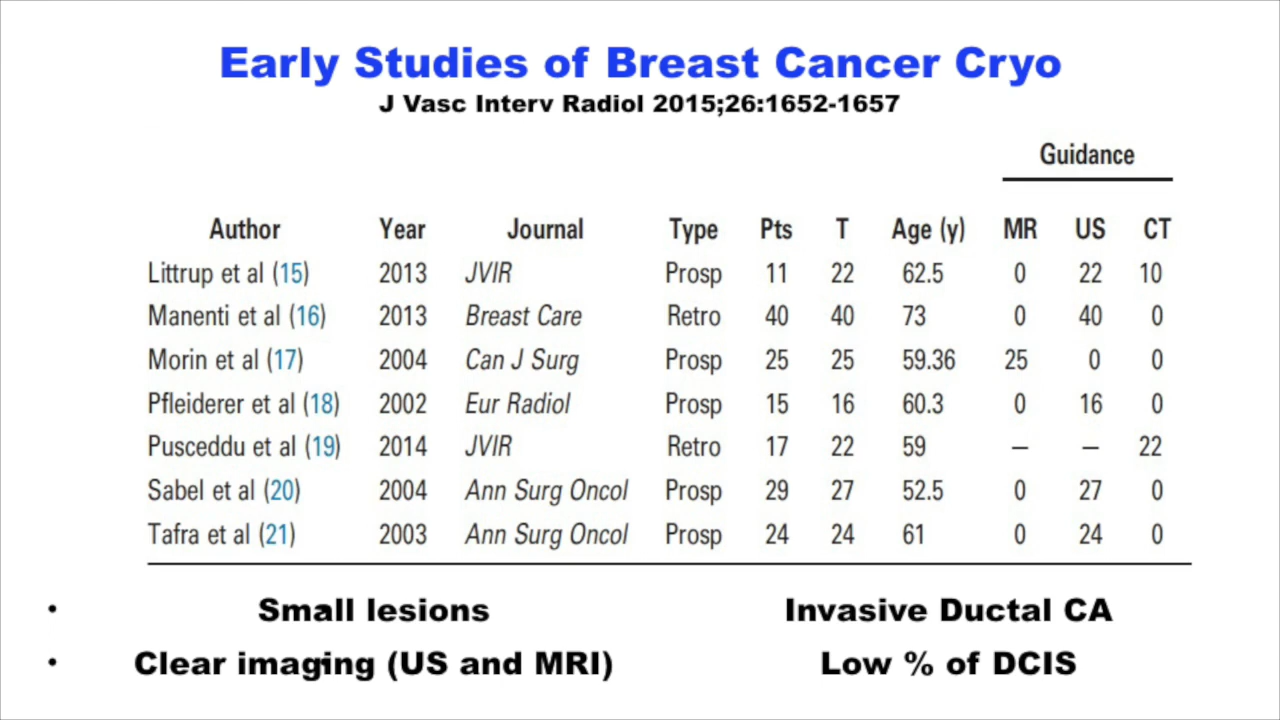 Early Studies of Breast Cancer Cryo
J Vasc Interv Radiol 2015;26:1652-1657
Guidance
Author Year Journal Type Pts T Age (y) MR US CT
Littrup et al (15) 2013 JVIR Prosp 11 22 62.5 0 22 10
Manenti et al (16) 2013 Breast Care Retro 40 40 73 0 40 0
Morin et al (17) 2004 Can J Surg Prosp 25 25 59.36 25 0 0
Pfleiderer et al (18) 2002 Eur Radiol Prosp 15 16 60.3 0 16 0
Pusceddu et al (19) 2014 JVIR Retro 17 22 59 – – 22
Sabel et al (20) 2004 Ann Surg Oncol Prosp 29 27 52.5 0 27 0
Tafra et al (21) 2003 Ann Surg Oncol Prosp 24 24 61 0 24 0
• Small lesions Invasive Ductal CA
• Clear imaging (US and MRI) Low % of DCIS